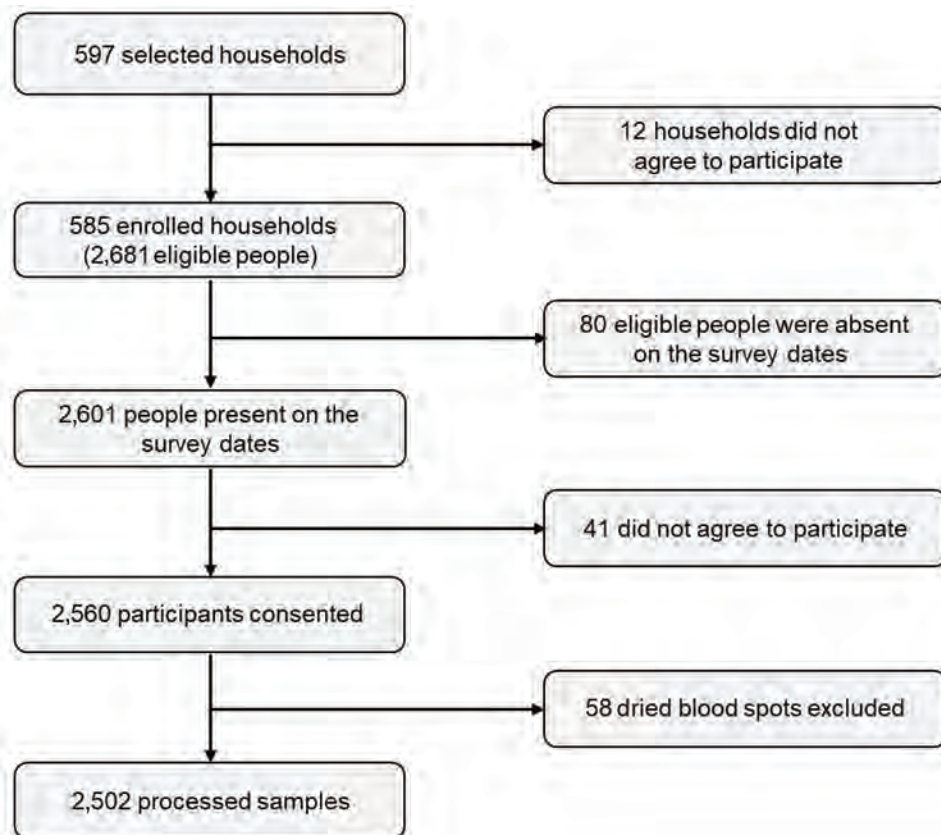 597 selected households
12 households did not
agree to participate
585 enrolled households
(2,681 eligible people)
80 eligible people were absent
on the survey dates
2,601 people present on the
survey dates
41 did not agree to participate
2,560 participants consented
58 dried blood spots excluded
2,502 processed samples